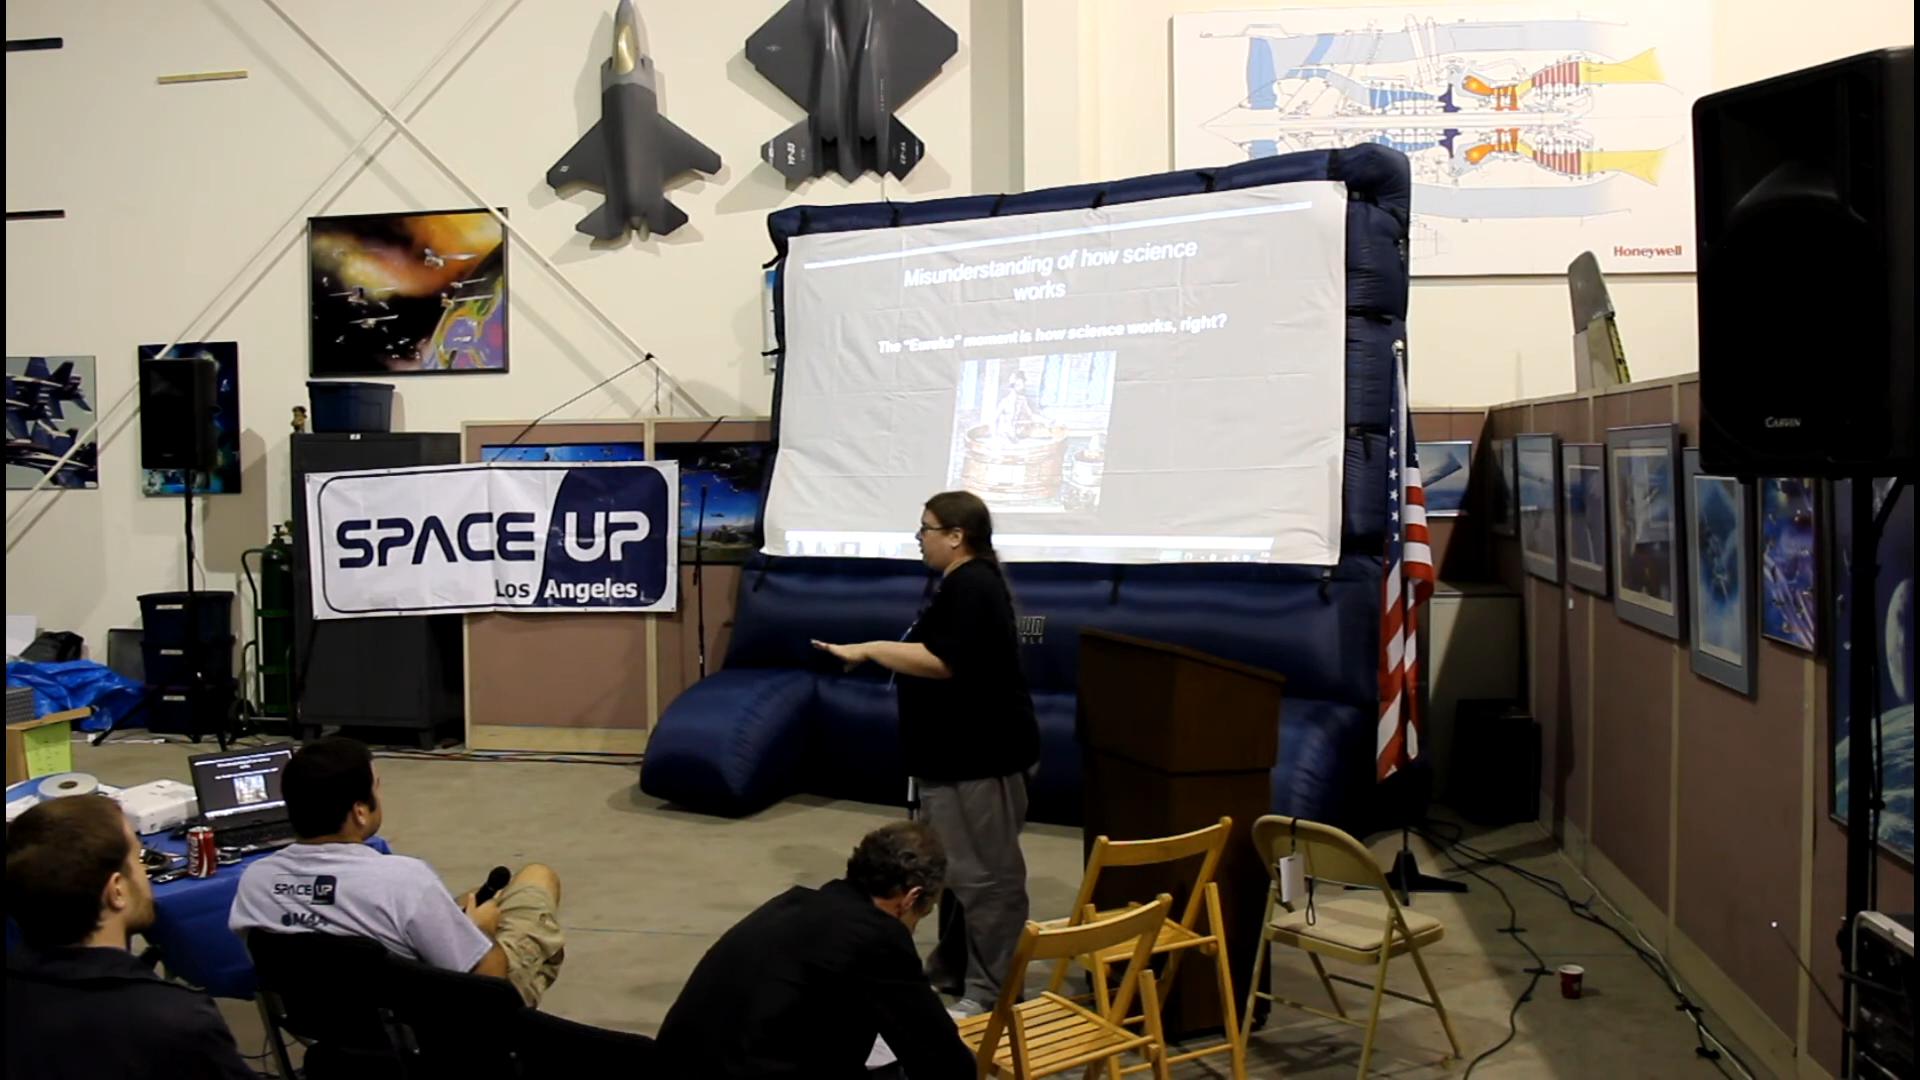 Honeywell
Misunderstanding of how science
works
The "Eureka" moment is how science works, right?
SPACE UP
Los Angeles
CARVIN
SPACE UP